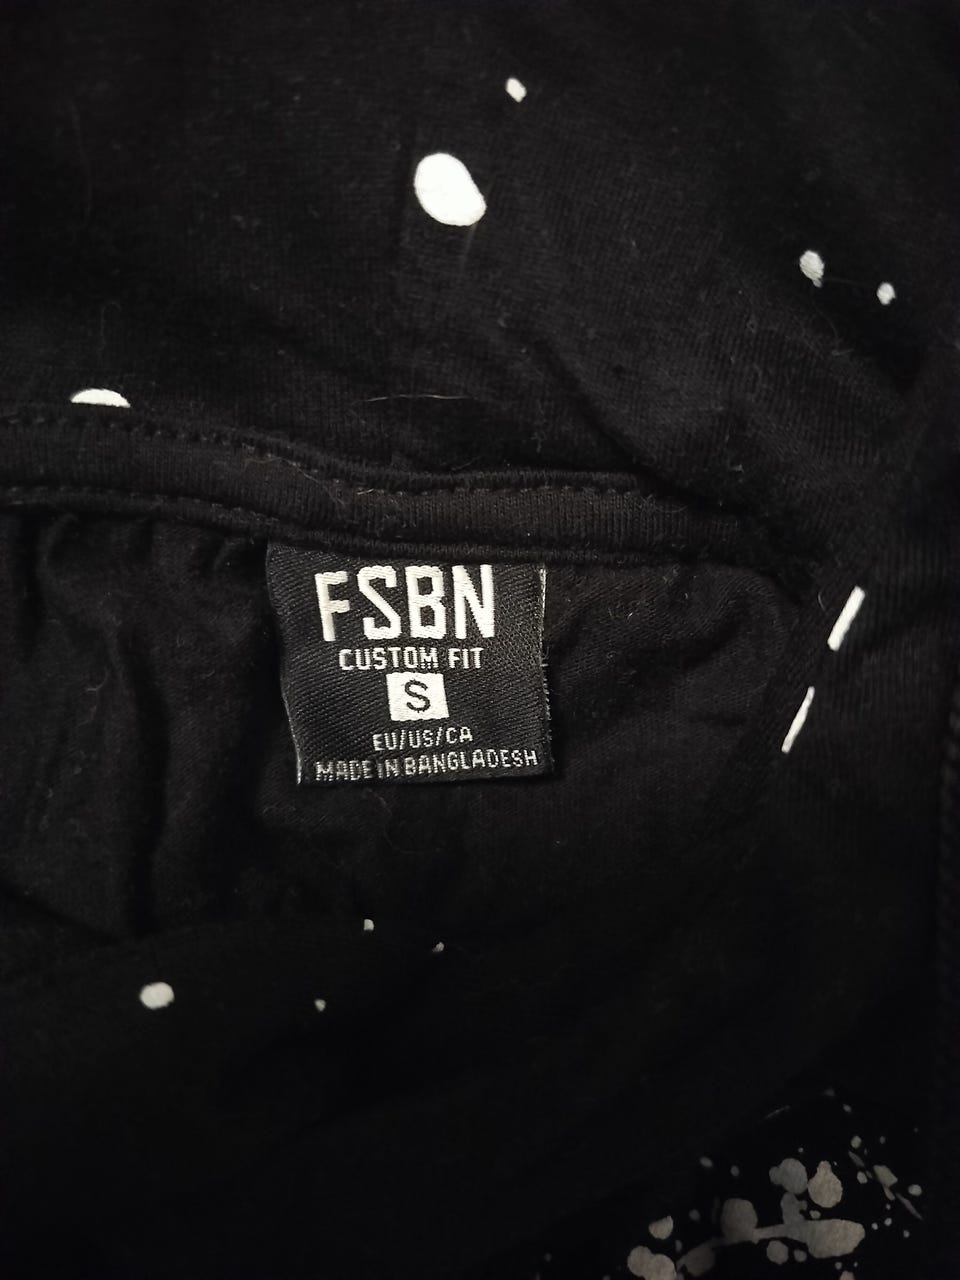 FSBN
CUSTOM FIT
S
EU/US/CA
MADE IN BANGLADESH